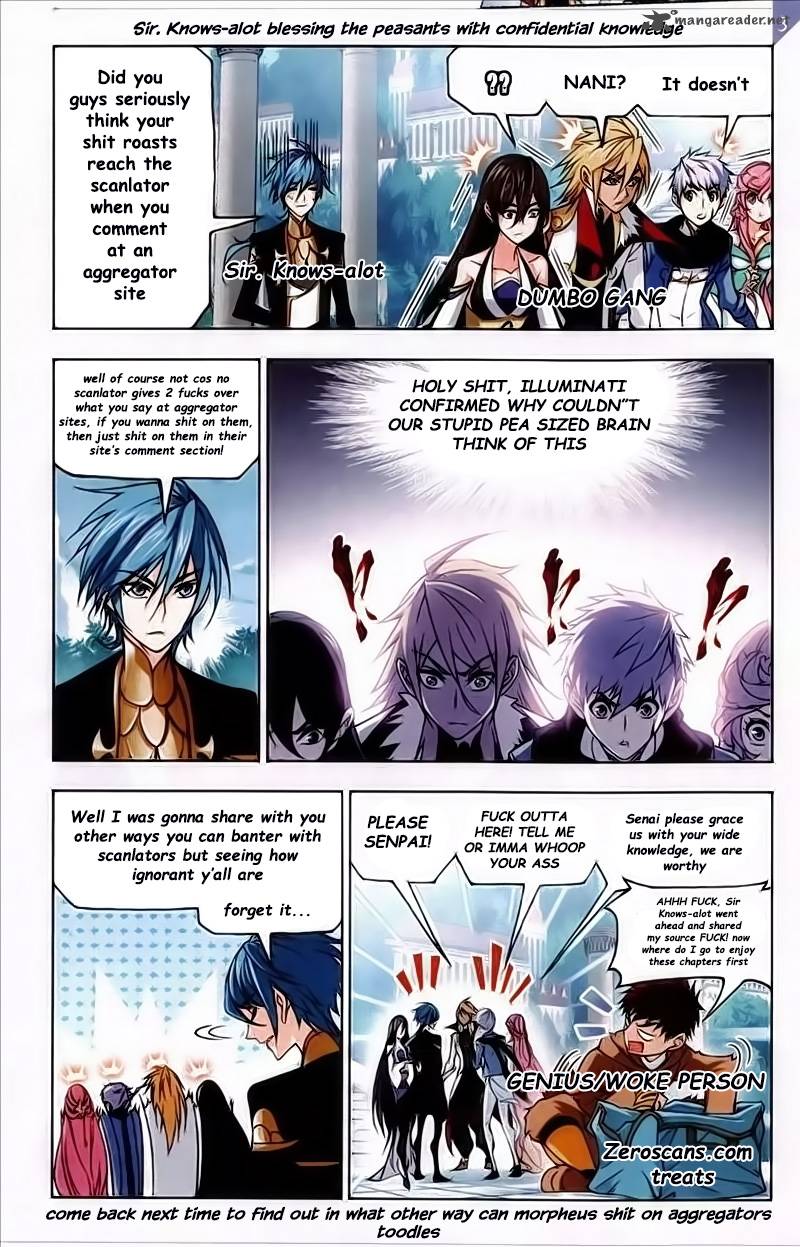 mangareader.net
3
Sir. Knows-alot blessing the peasants with confidential knowledge
Did you
guys seriously
think your
shit roasts
reach the
scanlator
when you
comment
at an
aggregator
site
??
NANI?
It doesn't
Sir. Knows-alot
DUMBO GANG
well of course not cos no
scanlator gives 2 fucks over
what you say at aggregator
sites, if you wanna shit on them,
then just shit on them in their
site's comment section!
HOLY SHIT, ILLUMINATI
CONFIRMED WHY COULDN"T
OUR STUPID PEA SIZED BRAIN
THINK OF THIS
Well I was gonna share with you
other ways you can banter with
scanlators but seeing how
ignorant y'all are
forget it...
PLEASE
SENPAI!
FUCK OUTTA
HERE! TELL ME
OR IMMA WHOOP
YOUR ASS
Senai please grace
us with your wide
knowledge, we are
worthy
AHHH FUCK, Sir
Knows-alot went
ahead and shared
my source FUCK! now
where do I go to enjoy
these chapters first
GENIUS/WOKE PERSON
Zeroscans.com
treats
come back next time to find out in what other way can morpheus shit on aggregators
toodles